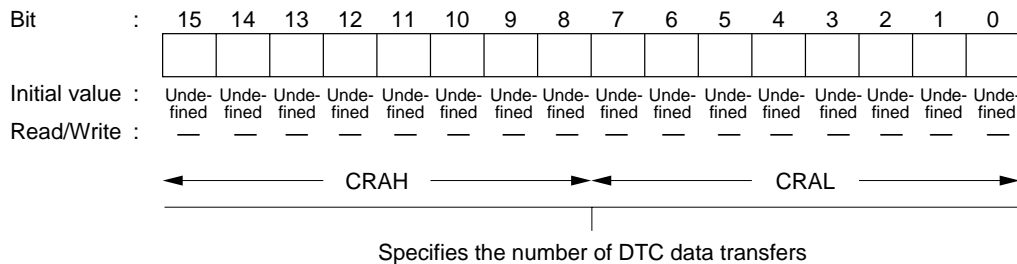 Bit : 15 14 13 12 11 10 9 8 7 6 5 4 3 2 1 0
Initial value : Unde- Unde- Unde- Unde- Unde- Unde- Unde- Unde- Unde- Unde- Unde- Unde- Unde- Unde- Unde- Unde-
fined fined fined fined fined fined fined fined fined fined fined fined fined fined fined fined
Read/Write : — — — — — — — — — — — — — — — —
CRAH CRAL
Specifies the number of DTC data transfers